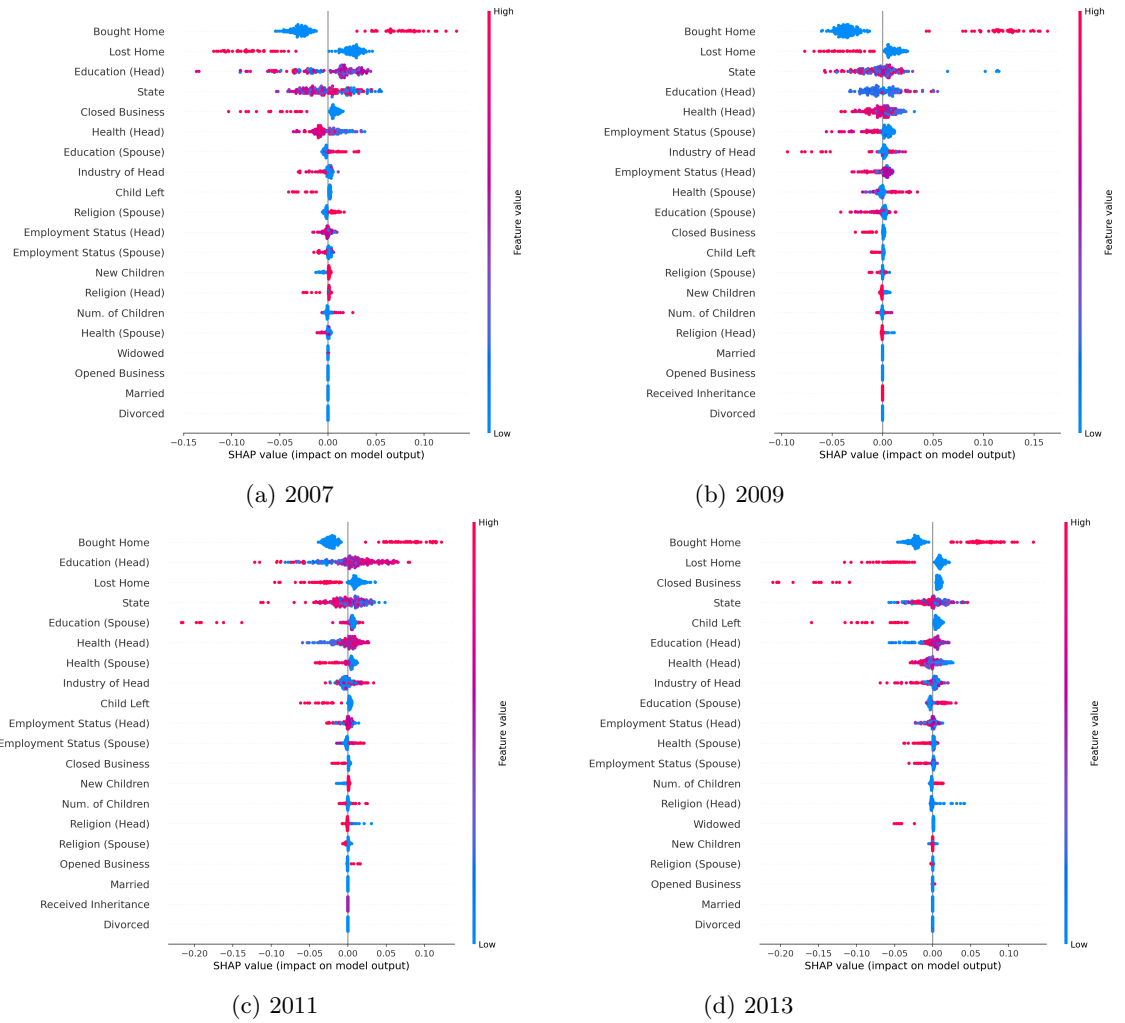 High
Bought Home
Lost Home
Education (Head)
State
Closed Business
Health (Head)
Education (Spouse)
Industry of Head
Child Left
Religion (Spouse)
Employment Status (Head)
Employment Status (Spouse)
New Children
Religion (Head)
Num. of Children
Health (Spouse)
Widowed
Opened Business
Married
Divorced
Feature value
Low
−0.15 −0.10 −0.05 0.00 0.05 0.10
SHAP value (impact on model output)
(a) 2007
High
Bought Home
Lost Home
State
Education (Head)
Health (Head)
Employment Status (Spouse)
Industry of Head
Employment Status (Head)
Health (Spouse)
Education (Spouse)
Closed Business
Child Left
Religion (Spouse)
New Children
Num. of Children
Religion (Head)
Married
Opened Business
Received Inheritance
Divorced
Feature value
Low
−0.10 −0.05 0.00 0.05 0.10 0.15
SHAP value (impact on model output)
(b) 2009
High
Bought Home
Education (Head)
Lost Home
State
Education (Spouse)
Health (Head)
Health (Spouse)
Industry of Head
Child Left
Employment Status (Head)
Employment Status (Spouse)
Closed Business
New Children
Num. of Children
Religion (Head)
Religion (Spouse)
Opened Business
Married
Received Inheritance
Divorced
Feature value
Low
−0.20 −0.15 −0.10 −0.05 0.00 0.05 0.10
SHAP value (impact on model output)
(c) 2011
High
Bought Home
Lost Home
Closed Business
State
Child Left
Education (Head)
Health (Head)
Industry of Head
Education (Spouse)
Employment Status (Head)
Health (Spouse)
Employment Status (Spouse)
Num. of Children
Religion (Head)
Widowed
New Children
Religion (Spouse)
Opened Business
Married
Divorced
Feature value
Low
−0.20 −0.15 −0.10 −0.05 0.00 0.05 0.10
SHAP value (impact on model output)
(d) 2013